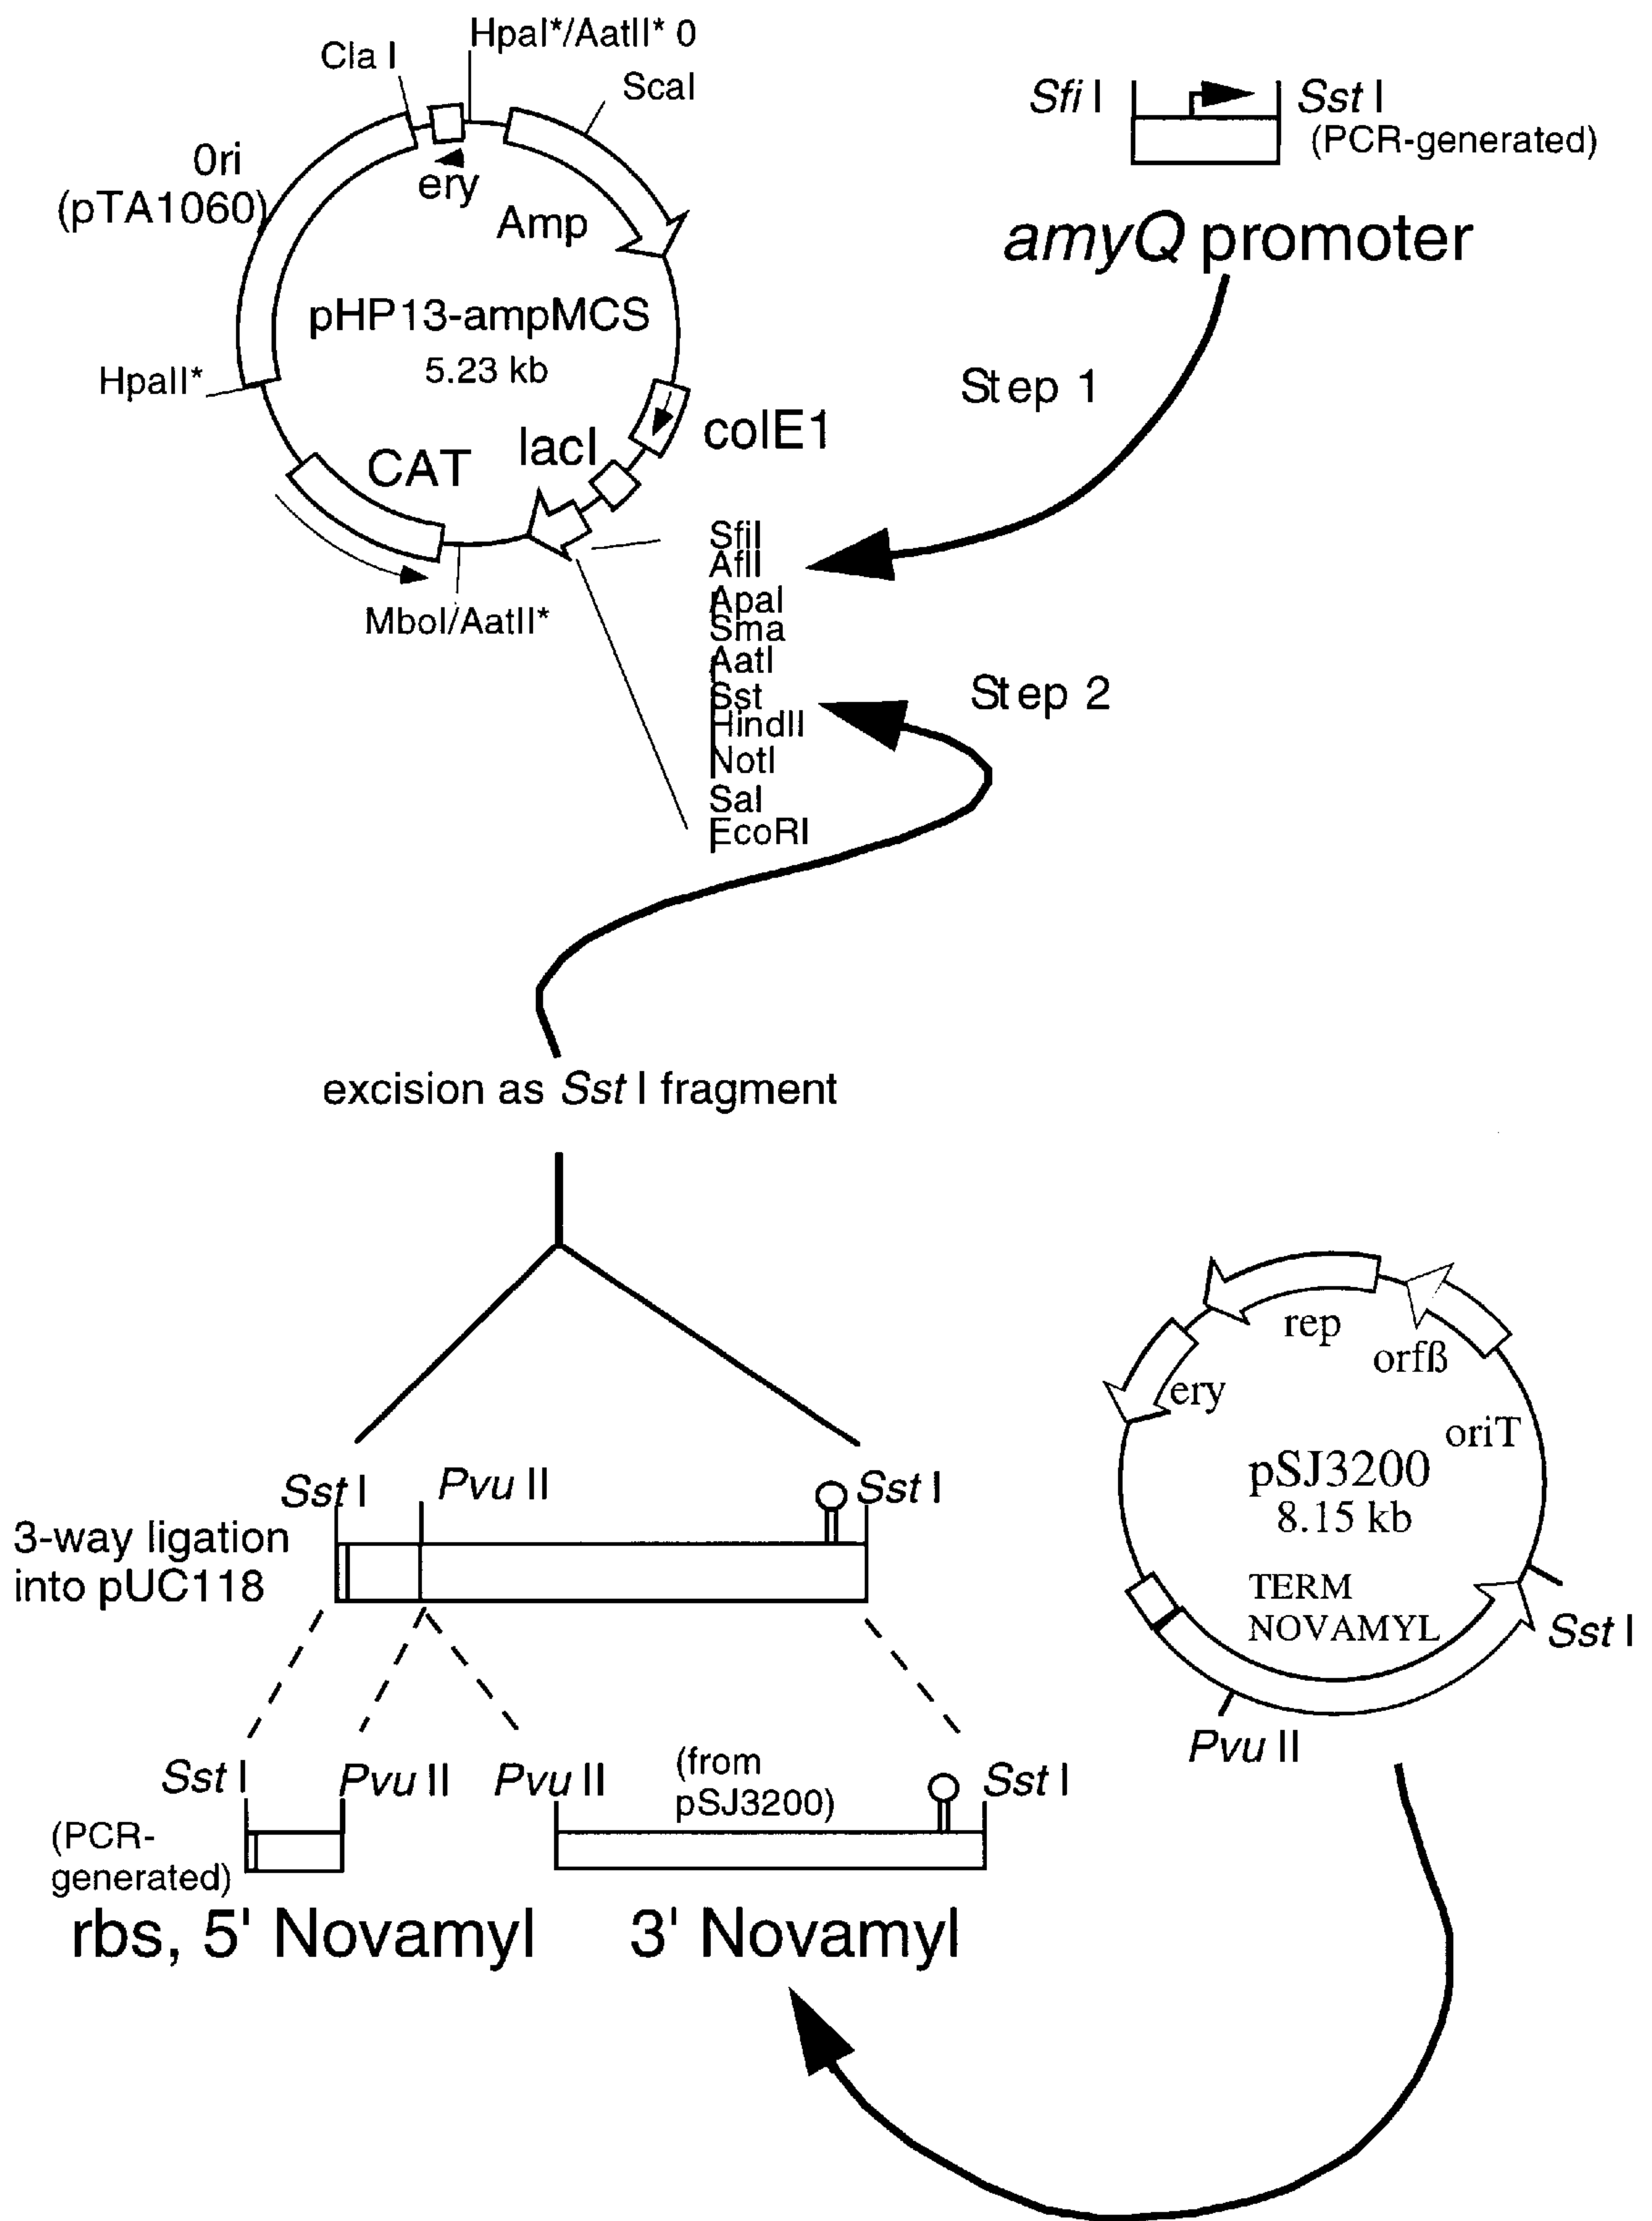 HpaI*/AatII* 0
Cla I
ScaI
Ori
(pTA1060)
ery
Amp
pHP13-ampMCS
5.23 kb
HpaII*
CAT
lacI
colE1
MboI/AatII*
Sfi I
Sst I
(PCR-generated)
amyQ promoter
Step 1
SfiI
AflI
ApaI
Sma
AatI
Sst
HindII
NotI
Sal
EcoRI
Step 2
excision as Sst I fragment
Sst I
Pvu II
Sst I
3-way ligation
into pUC118
Sst I
Pvu II
Pvu II
(from
pSJ3200)
Sst I
(PCR-
generated)
rbs, 5' Novamyl
3' Novamyl
rep
orfß
ery
oriT
pSJ3200
8.15 kb
TERM
NOVAMYL
Sst I
Pvu II